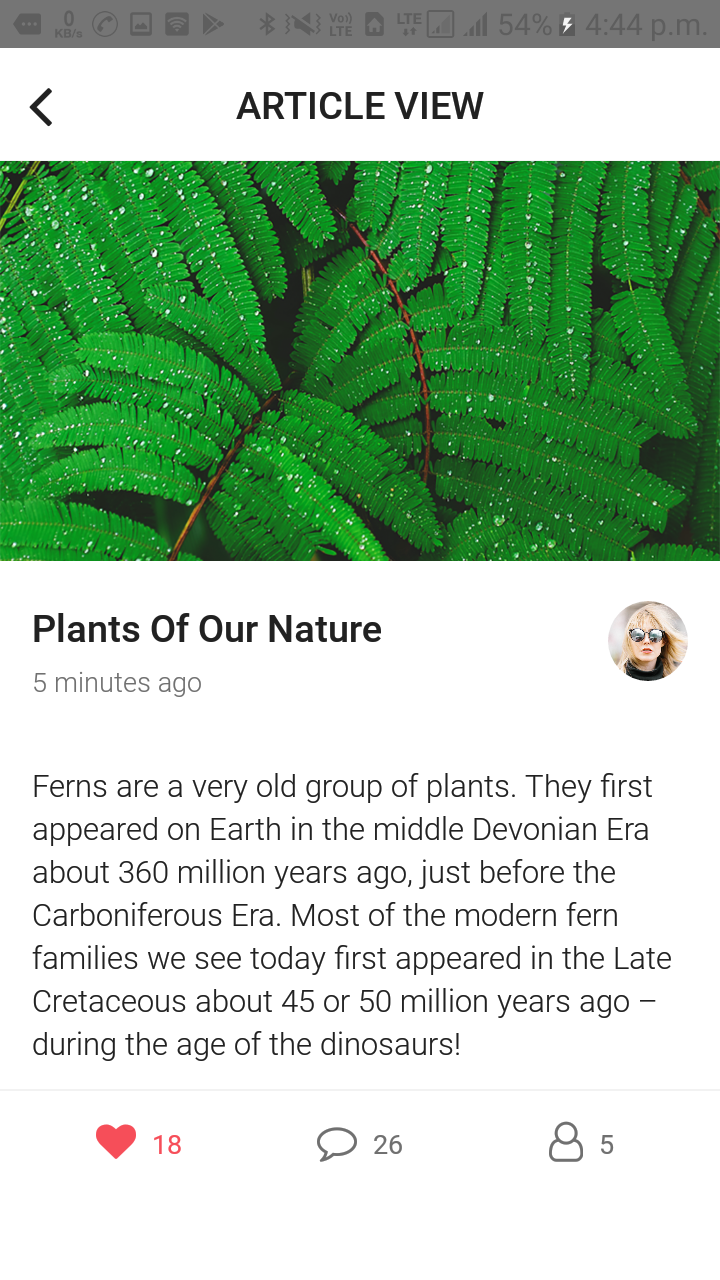 0 KB/s Vo)) LTE LTE 54% 4:44 p.m.
ARTICLE VIEW
Plants Of Our Nature
5 minutes ago
Ferns are a very old group of plants. They first
appeared on Earth in the middle Devonian Era
about 360 million years ago, just before the
Carboniferous Era. Most of the modern fern
families we see today first appeared in the Late
Cretaceous about 45 or 50 million years ago –
during the age of the dinosaurs!
18 26 5